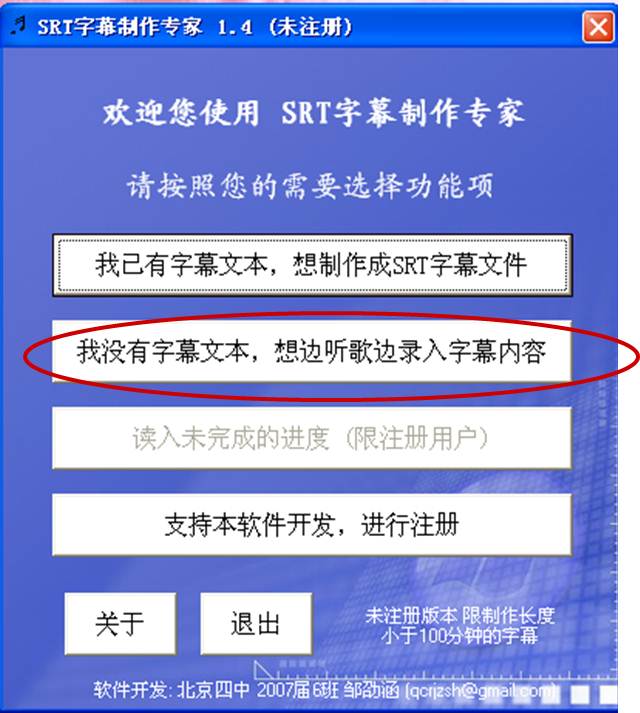 SRT字幕制作专家 1.4 (未注册)
欢迎您使用 SRT字幕制作专家
请按照您的需要选择功能项
我已有字幕文本，想制作成SRT字幕文件
我没有字幕文本，想边听歌边录入字幕内容
读入未完成的进度（限注册用户）
支持本软件开发，进行注册
关于
退出
未注册版本 限制作长度
小于100分钟的字幕
软件开发: 北京四中 2007届6班 邹劭涵 (qcrjzsh@gmail.com)